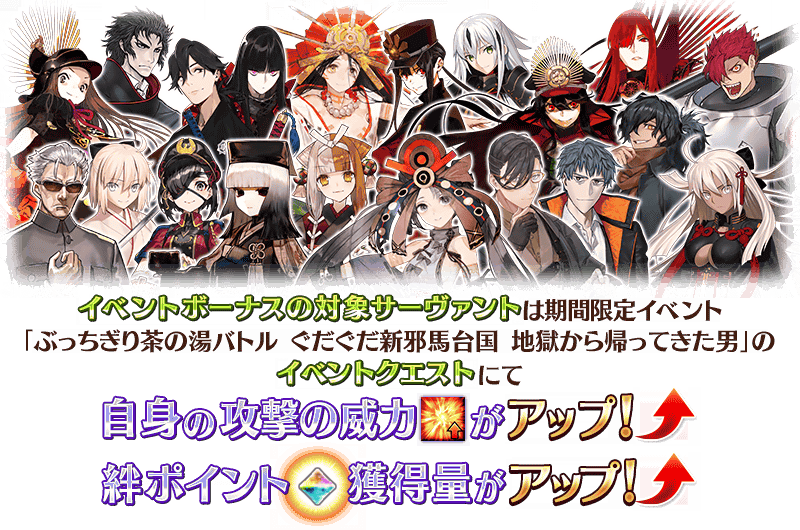 イベントボーナスの対象サーヴァントは期間限定イベント
「ぶっちぎり茶の湯バトル ぐだぐだ新邪馬台国 地獄から帰ってきた男」の
イベントクエストにて
自身の攻撃の威力がアップ!
絆ポイント獲得量がアップ!